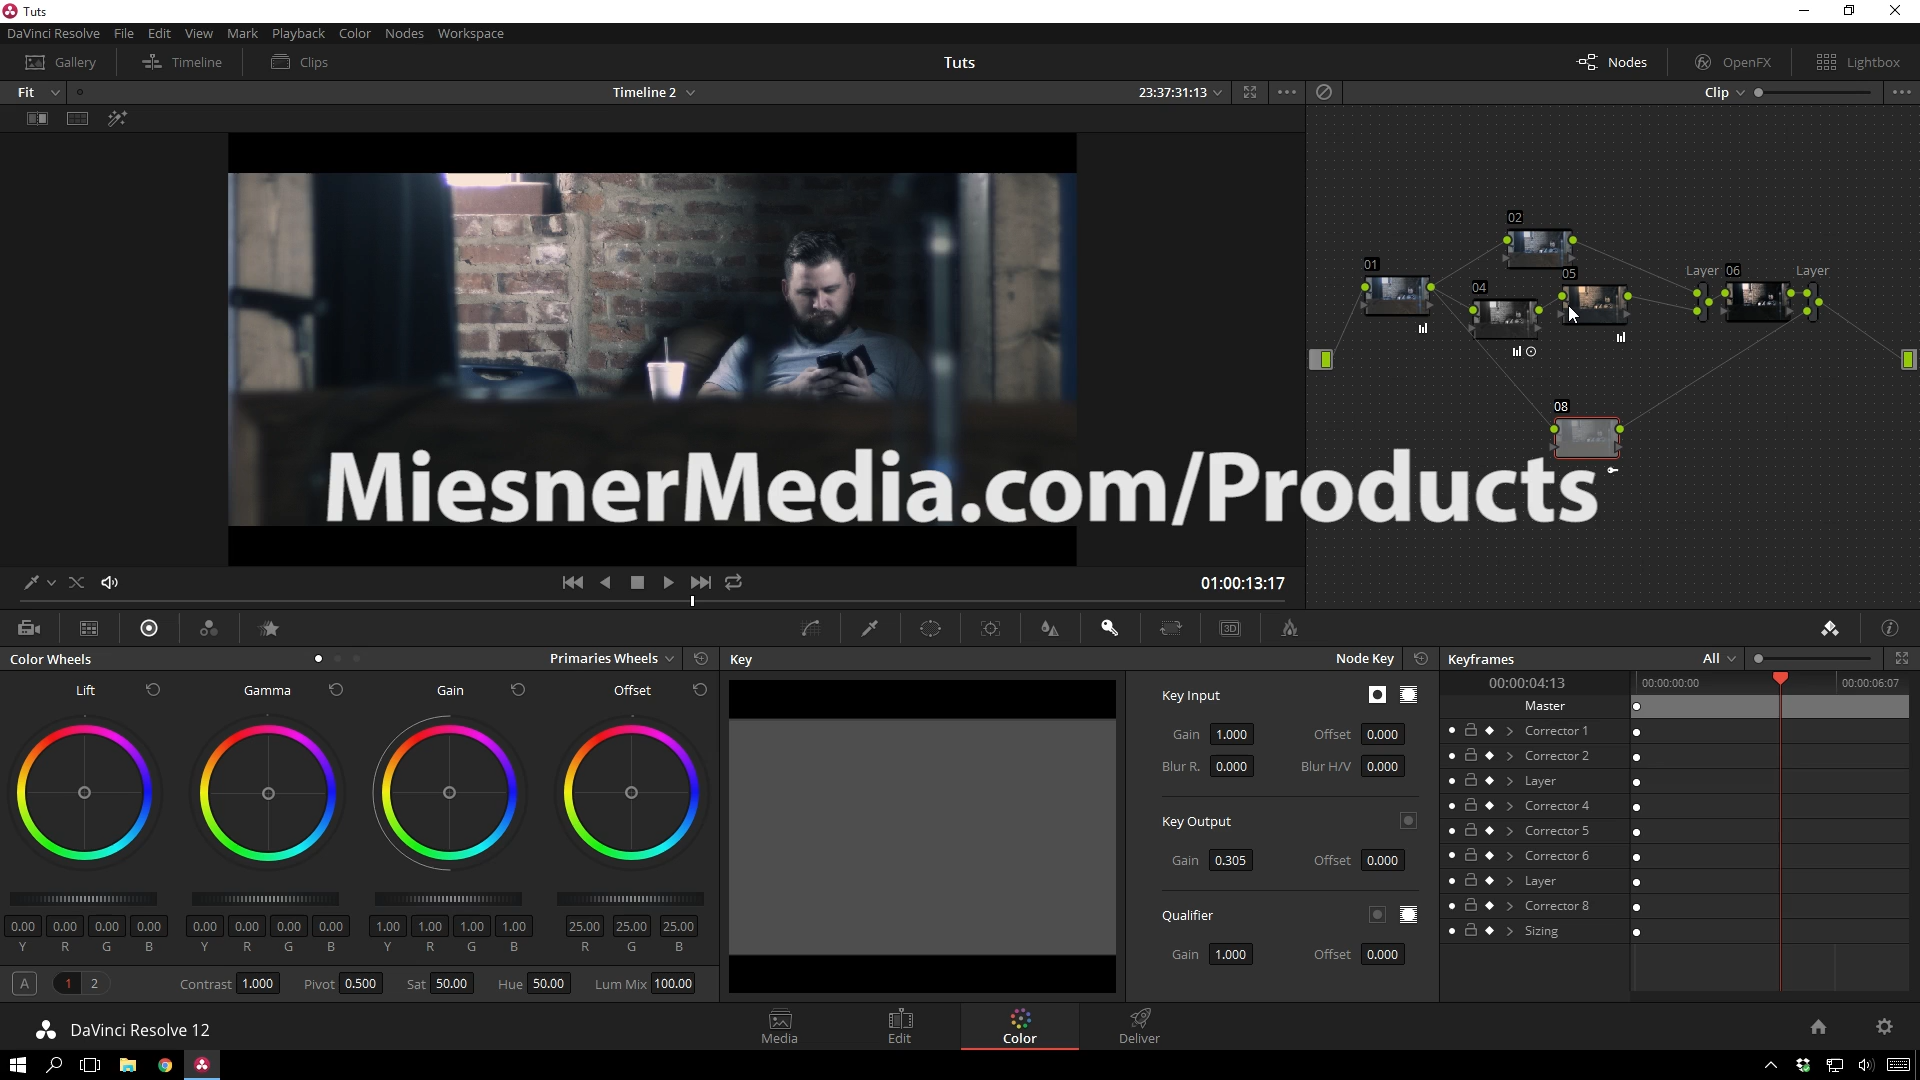 Tuts
DaVinci Resolve File Edit View Mark Playback Color Nodes Workspace
Gallery Timeline Clips Tuts Nodes OpenFX Lightbox
Fit Timeline 2 23:37:31:13 Clip
02
01 05 Layer 06 Layer
04
08
MiesnerMedia.com/Products
01:00:13:17
3D
Color Wheels Primaries Wheels Key Node Key Keyframes All
Lift Gamma Gain Offset
Key Input
Gain 1.000 Offset 0.000
Blur R. 0.000 Blur H/V 0.000
Key Output
Gain 0.305 Offset 0.000
Qualifier
Gain 1.000 Offset 0.000
00:00:04:13 00:00:00:00 00:00:06:07
Master
Corrector 1
Corrector 2
Layer
Corrector 4
Corrector 5
Corrector 6
Layer
Corrector 8
Sizing
0.00 0.00 0.00 0.00 0.00 0.00 0.00 0.00 1.00 1.00 1.00 1.00 25.00 25.00 25.00
Y R G B Y R G B Y R G B R G B
A 1 2 Contrast 1.000 Pivot 0.500 Sat 50.00 Hue 50.00 Lum Mix 100.00
DaVinci Resolve 12 Media Edit Color Deliver